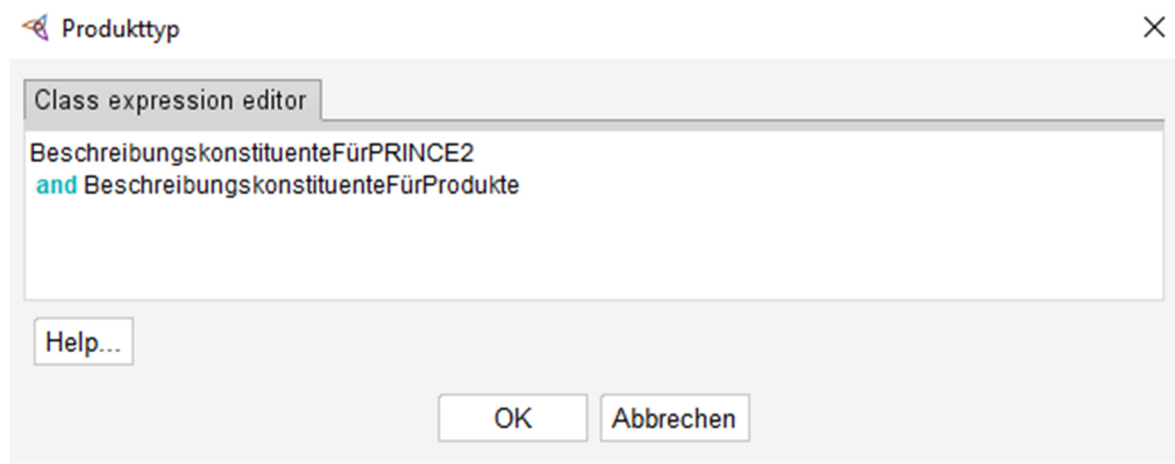 Produkttyp
Class expression editor
BeschreibungskonstituenteFürPRINCE2
and BeschreibungskonstituenteFürProdukte
Help...
OK Abbrechen